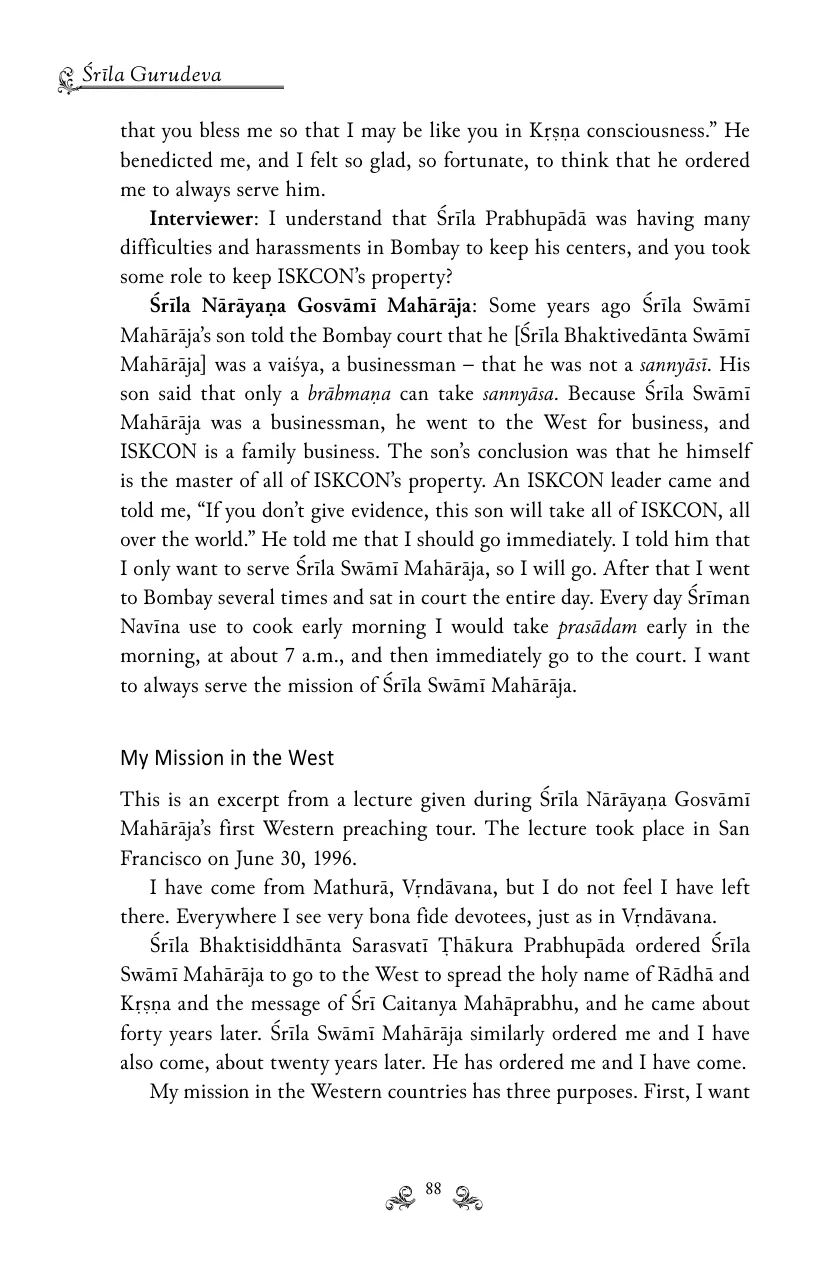 Śrīla Gurudeva
that you bless me so that I may be like you in Kṛṣṇa consciousness.” He
benedicted me, and I felt so glad, so fortunate, to think that he ordered
me to always serve him.
Interviewer: I understand that Śrīla Prabhupādā was having many
difficulties and harassments in Bombay to keep his centers, and you took
some role to keep ISKCON’s property?
Śrīla Nārāyaṇa Gosvāmī Mahārāja: Some years ago Śrīla Swāmī
Mahārāja’s son told the Bombay court that he [Śrīla Bhaktivedānta Swāmī
Mahārāja] was a vaiśya, a businessman – that he was not a sannyāsī. His
son said that only a brāhmaṇa can take sannyāsa. Because Śrīla Swāmī
Mahārāja was a businessman, he went to the West for business, and
ISKCON is a family business. The son’s conclusion was that he himself
is the master of all of ISKCON’s property. An ISKCON leader came and
told me, “If you don’t give evidence, this son will take all of ISKCON, all
over the world.” He told me that I should go immediately. I told him that
I only want to serve Śrīla Swāmī Mahārāja, so I will go. After that I went
to Bombay several times and sat in court the entire day. Every day Śrīman
Navīna use to cook early morning I would take prasādam early in the
morning, at about 7 a.m., and then immediately go to the court. I want
to always serve the mission of Śrīla Swāmī Mahārāja.
My Mission in the West
This is an excerpt from a lecture given during Śrīla Nārāyaṇa Gosvāmī
Mahārāja’s first Western preaching tour. The lecture took place in San
Francisco on June 30, 1996.
I have come from Mathurā, Vṛndāvana, but I do not feel I have left
there. Everywhere I see very bona fide devotees, just as in Vṛndāvana.
Śrīla Bhaktisiddhānta Sarasvatī Ṭhākura Prabhupāda ordered Śrīla
Swāmī Mahārāja to go to the West to spread the holy name of Rādhā and
Kṛṣṇa and the message of Śrī Caitanya Mahāprabhu, and he came about
forty years later. Śrīla Swāmī Mahārāja similarly ordered me and I have
also come, about twenty years later. He has ordered me and I have come.
My mission in the Western countries has three purposes. First, I want
88